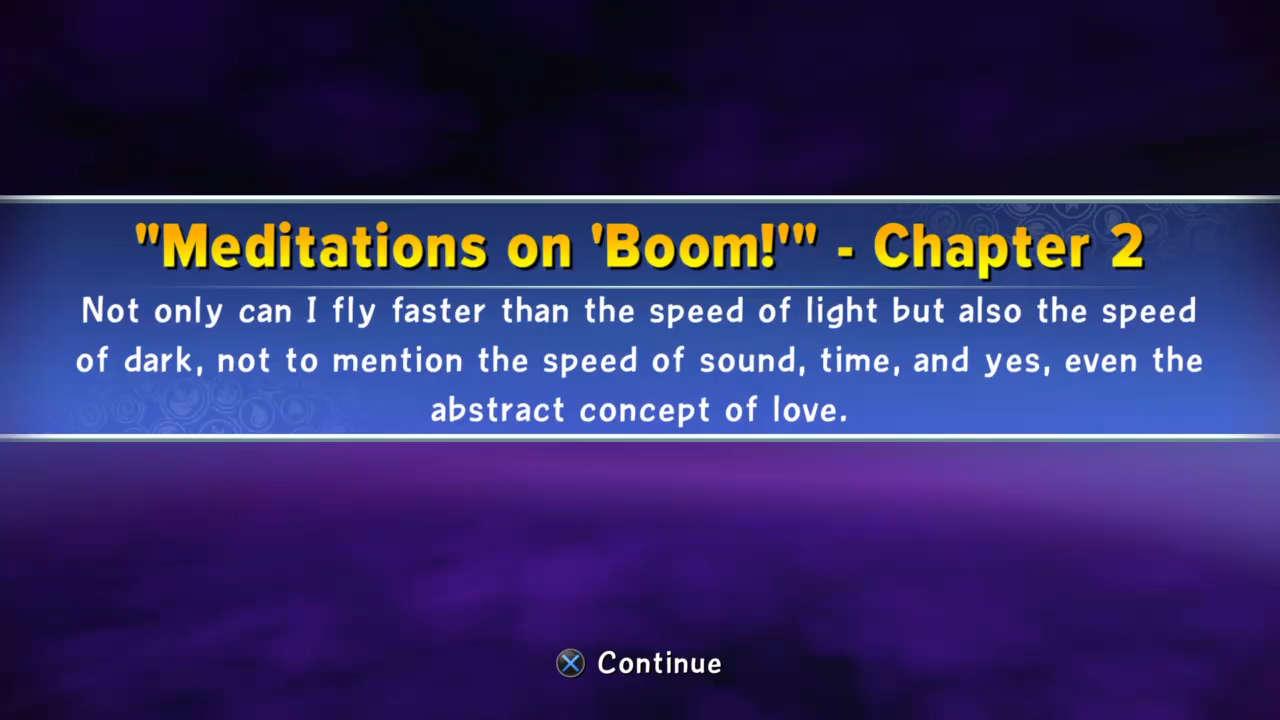 "Meditations on 'Boom!'" - Chapter 2
Not only can I fly faster than the speed of light but also the speed
of dark, not to mention the speed of sound, time, and yes, even the
abstract concept of love.
Continue